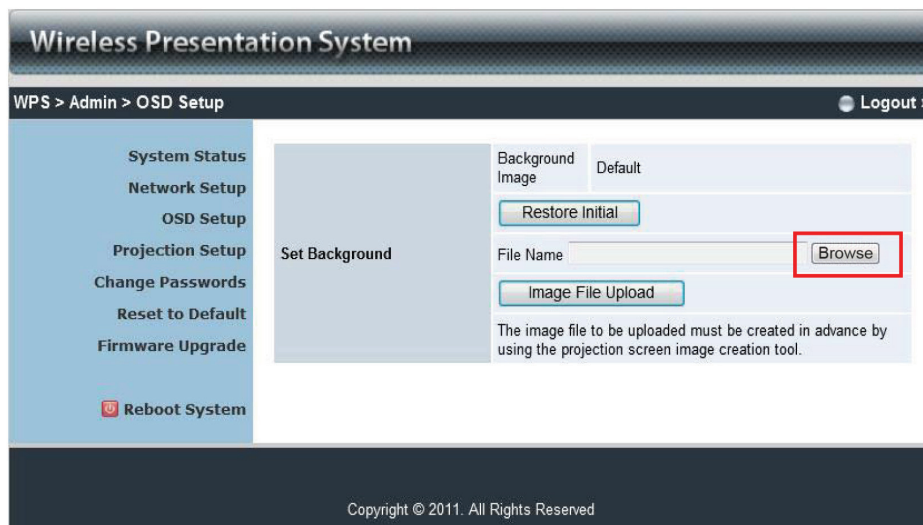 Wireless Presentation System
WPS > Admin > OSD Setup
Logout
System Status
Network Setup
OSD Setup
Projection Setup
Change Passwords
Reset to Default
Firmware Upgrade
Reboot System
Set Background
Background
Image
Default
Restore Initial
File Name
Browse
Image File Upload
The image file to be uploaded must be created in advance by
using the projection screen image creation tool.
Copyright © 2011. All Rights Reserved